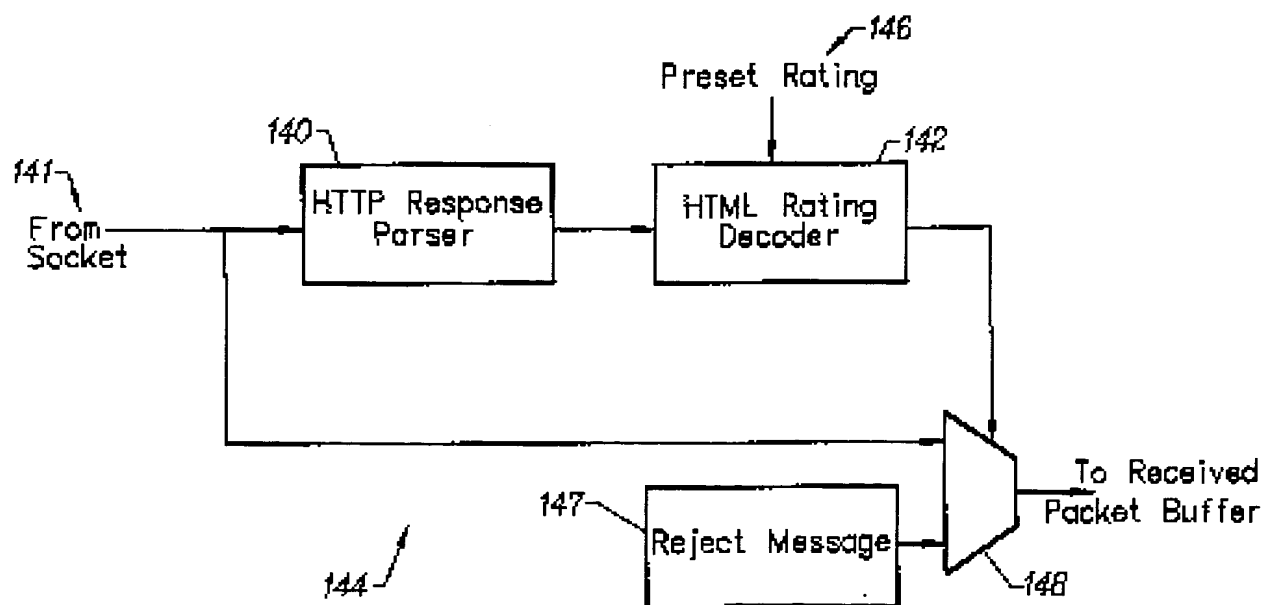 146
Preset Rating
140
142
141
HTTP Response
Parser
HTML Rating
Decoder
From
Socket
To Received
Packet Buffer
147
Reject Message
144
148